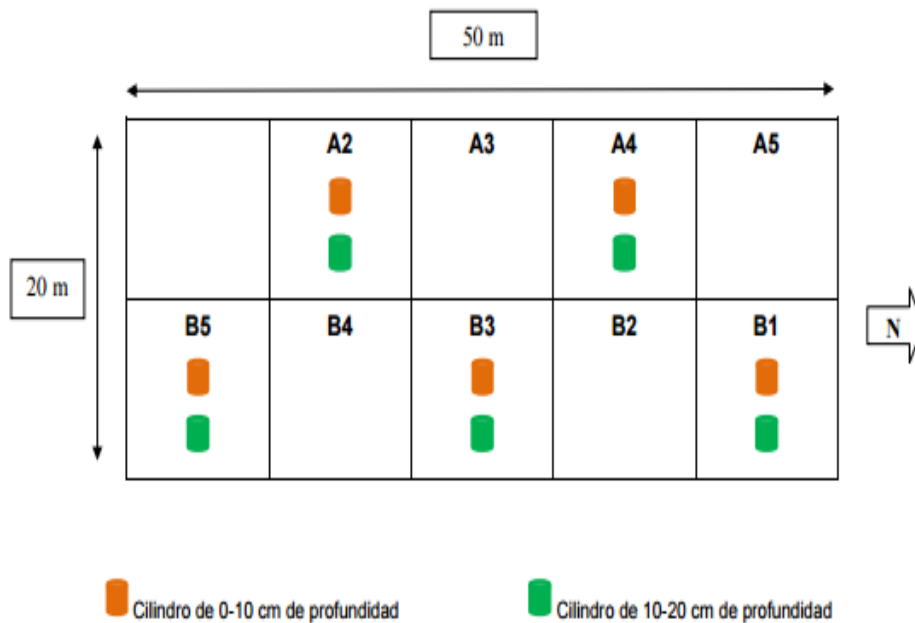 50 m
A2 A3 A4 A5
20 m
B5 B4 B3 B2 B1
N
Cilindro de 0-10 cm de profundidad
Cilindro de 10-20 cm de profundidad